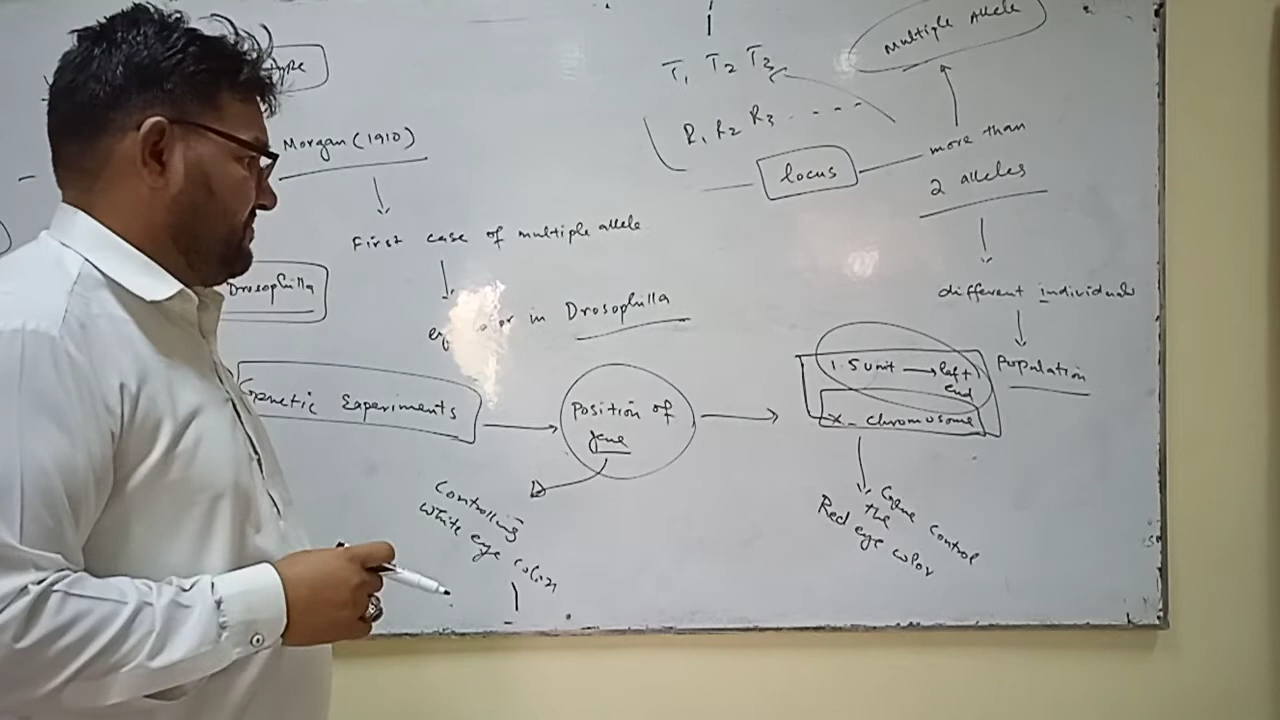 Multiple Allele
T1 T2 T3
R1 R2 R3 - - - -
more than
2 alleles
locus
Morgan (1910)
First case of multiple allele
Drosophilla
in Drosophilla
different individuals
Population
Genetic Experiments
Position of
gene
1.5 unit → left
end
X-chromosome
Controlling
white eye color
Gene control
the
Red eye color